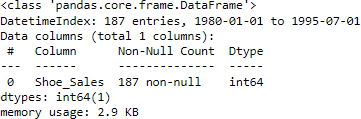 <class 'pandas.core.frame.DataFrame'>
DatetimeIndex: 187 entries, 1980-01-01 to 1995-07-01
Data columns (total 1 columns):
 #   Column      Non-Null Count  Dtype
---  ------      --------------  -----
 0   Shoe_Sales  187 non-null    int64
dtypes: int64(1)
memory usage: 2.9 KB